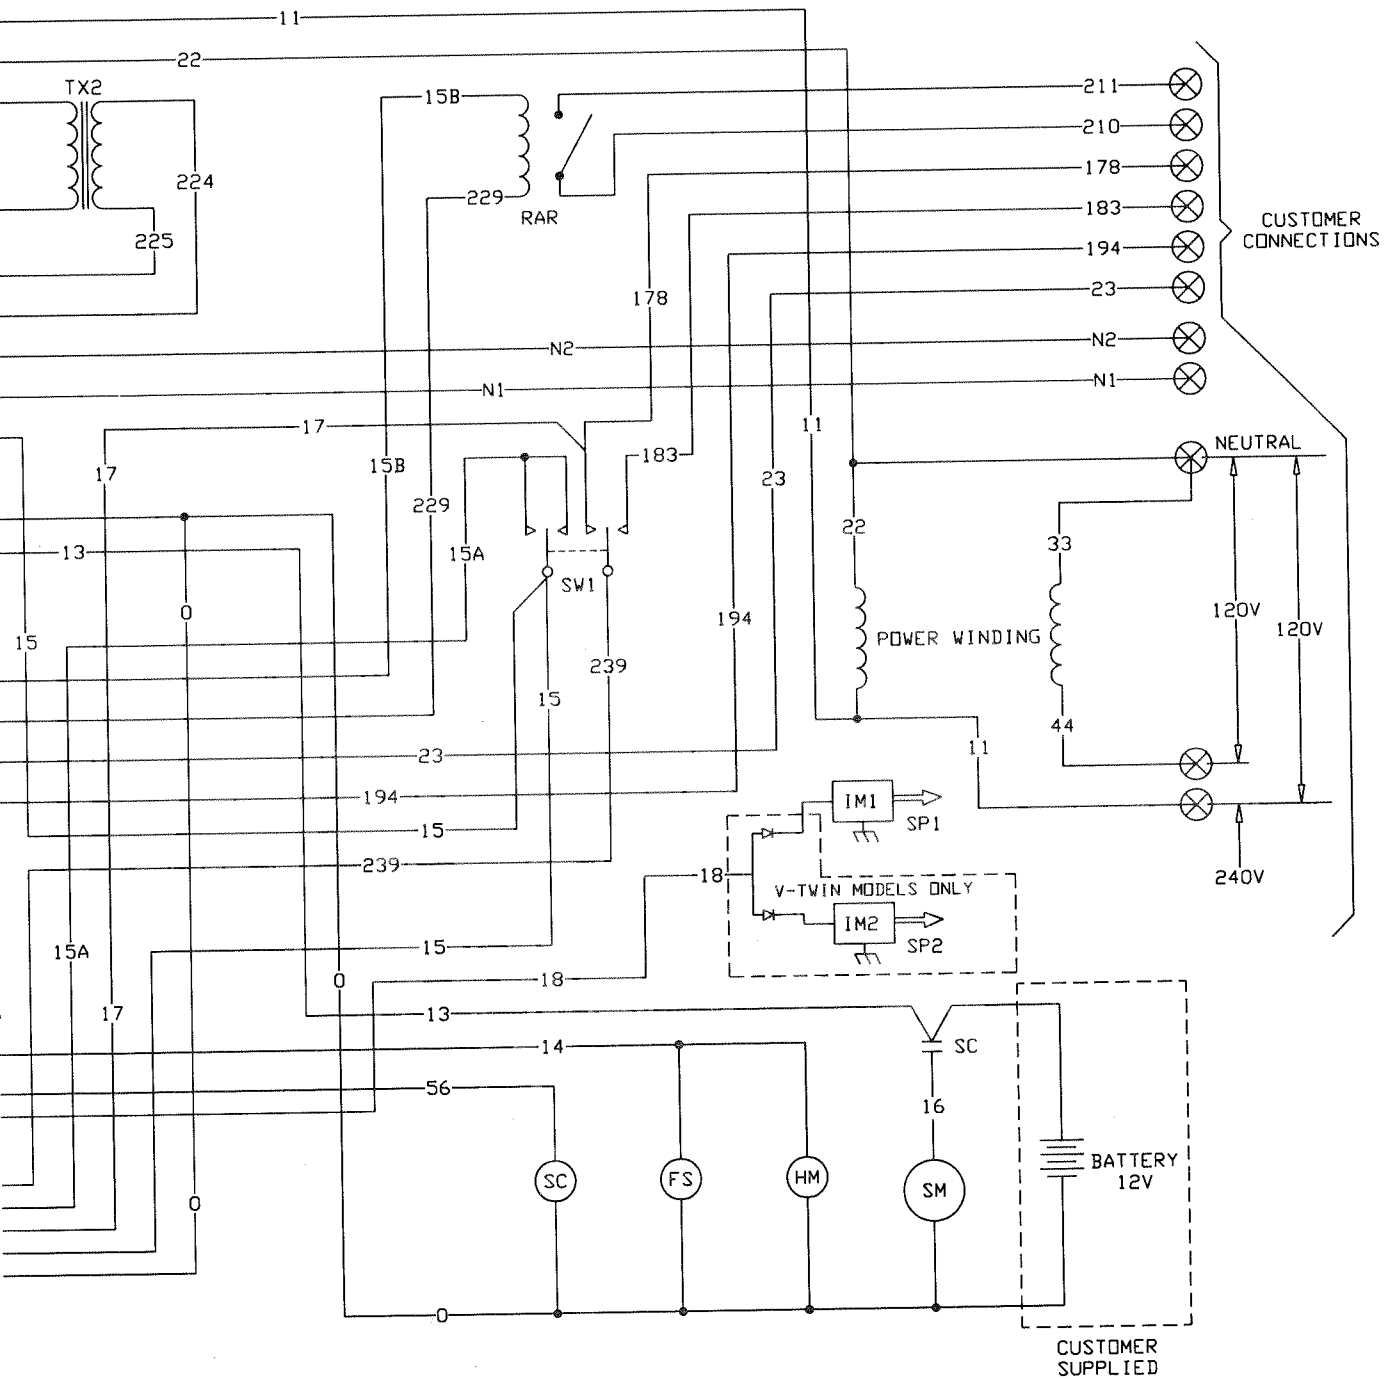 11
22
TX2
15B
211
210
224
178
229
RAR
183
CUSTOMER
CONNECTIONS
225
194
23
178
N2
N2
N1
N1
17
11
NEUTRAL
183
15B
17
23
229
22
33
13
15A
SW1
0
120V
194
120V
15
POWER WINDING
239
15
44
11
23
194
IM1
SP1
15
239
18
240V
V-TWIN MODELS ONLY
IM2
SP2
15
15A
0
18
17
13
SC
14
56
16
BATTERY
12V
SC
FS
HM
SM
0
0
CUSTOMER
SUPPLIED